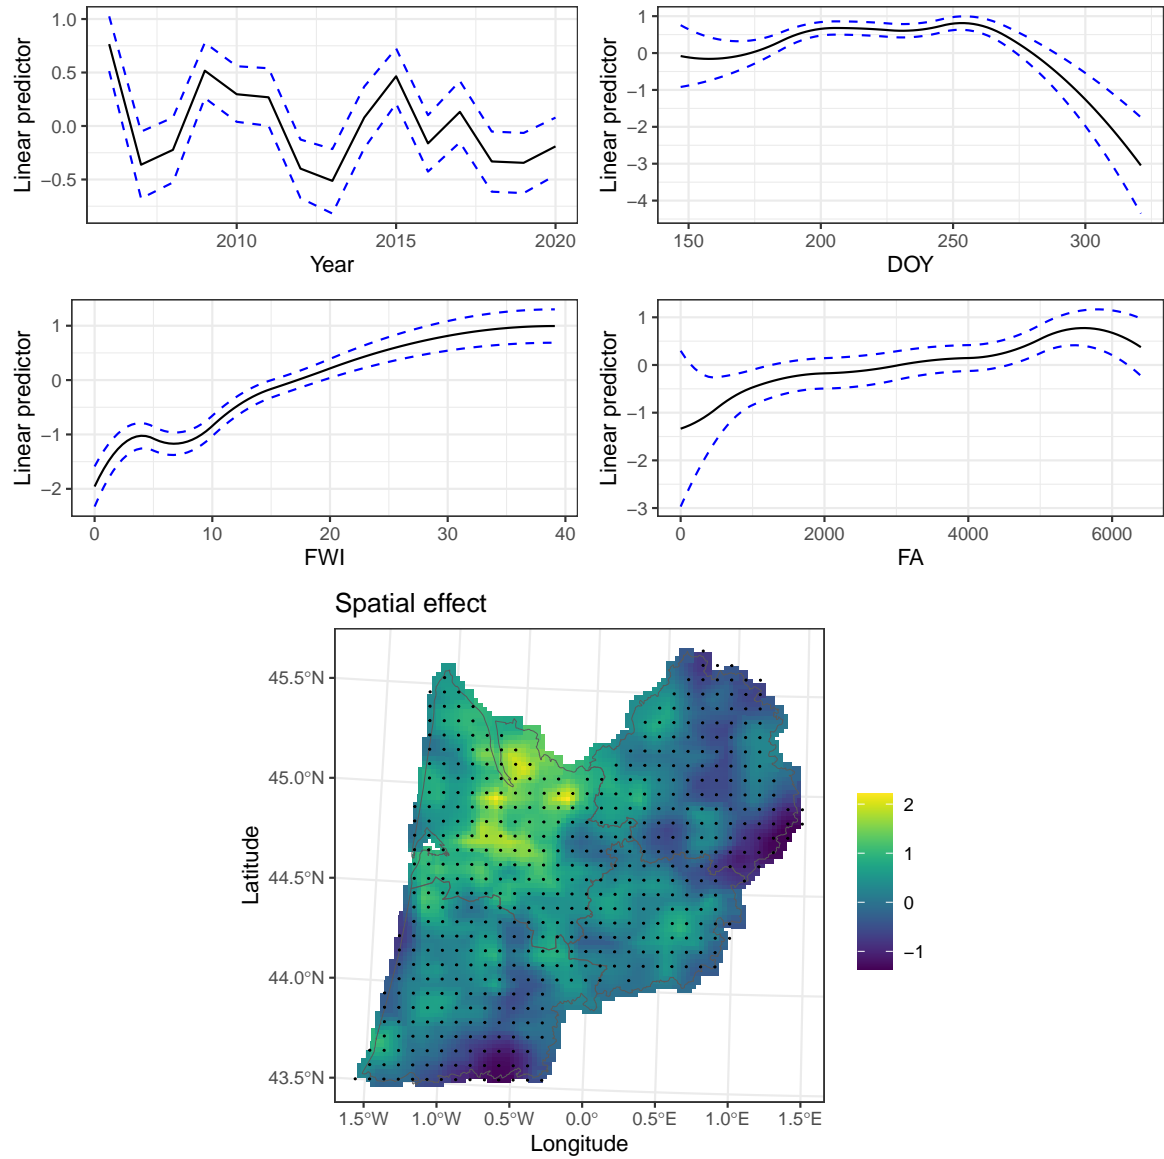 Linear predictor
1.0
0.5
0.0
−0.5
2010
2015
2020
Year
Linear predictor
1
0
−1
−2
−3
−4
150
200
250
300
DOY
Linear predictor
1
0
−1
−2
0
10
20
30
40
FWI
Linear predictor
1
0
−1
−2
−3
0
2000
4000
6000
FA
Spatial effect
Latitude
45.5°N
45.0°N
44.5°N
44.0°N
43.5°N
1.5°W
1.0°W
0.5°W
0.0°
0.5°E
1.0°E
1.5°E
Longitude
2
1
0
−1